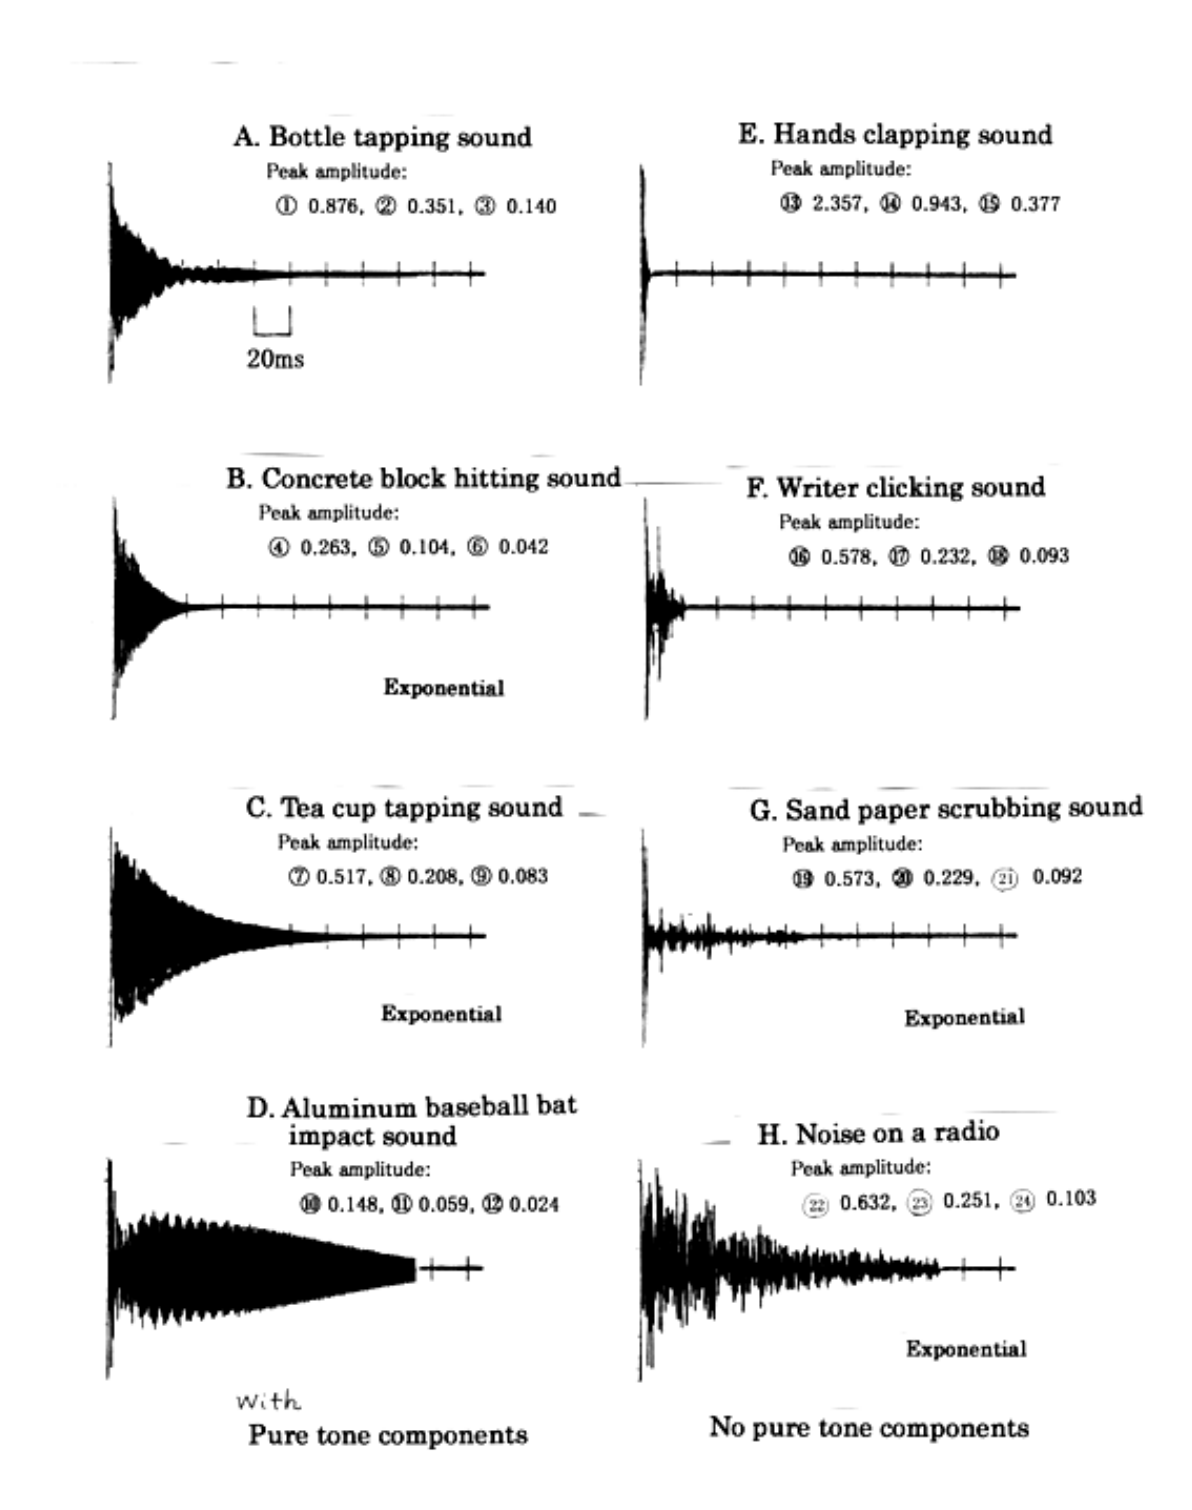 A. Bottle tapping sound
Peak amplitude:
① 0.876, ② 0.351, ③ 0.140
20ms
B. Concrete block hitting sound
Peak amplitude:
④ 0.263, ⑤ 0.104, ⑥ 0.042
Exponential
C. Tea cup tapping sound
Peak amplitude:
⑦ 0.517, ⑧ 0.208, ⑨ 0.083
Exponential
D. Aluminum baseball bat
impact sound
Peak amplitude:
⑩ 0.148, ⑪ 0.059, ⑫ 0.024
with
Pure tone components
E. Hands clapping sound
Peak amplitude:
⑬ 2.357, ⑭ 0.943, ⑮ 0.377
F. Writer clicking sound
Peak amplitude:
⑯ 0.578, ⑰ 0.232, ⑱ 0.093
G. Sand paper scrubbing sound
Peak amplitude:
⑲ 0.573, ⑳ 0.229, ㉑ 0.092
Exponential
H. Noise on a radio
Peak amplitude:
㉒ 0.632, ㉓ 0.251, ㉔ 0.103
Exponential
No pure tone components